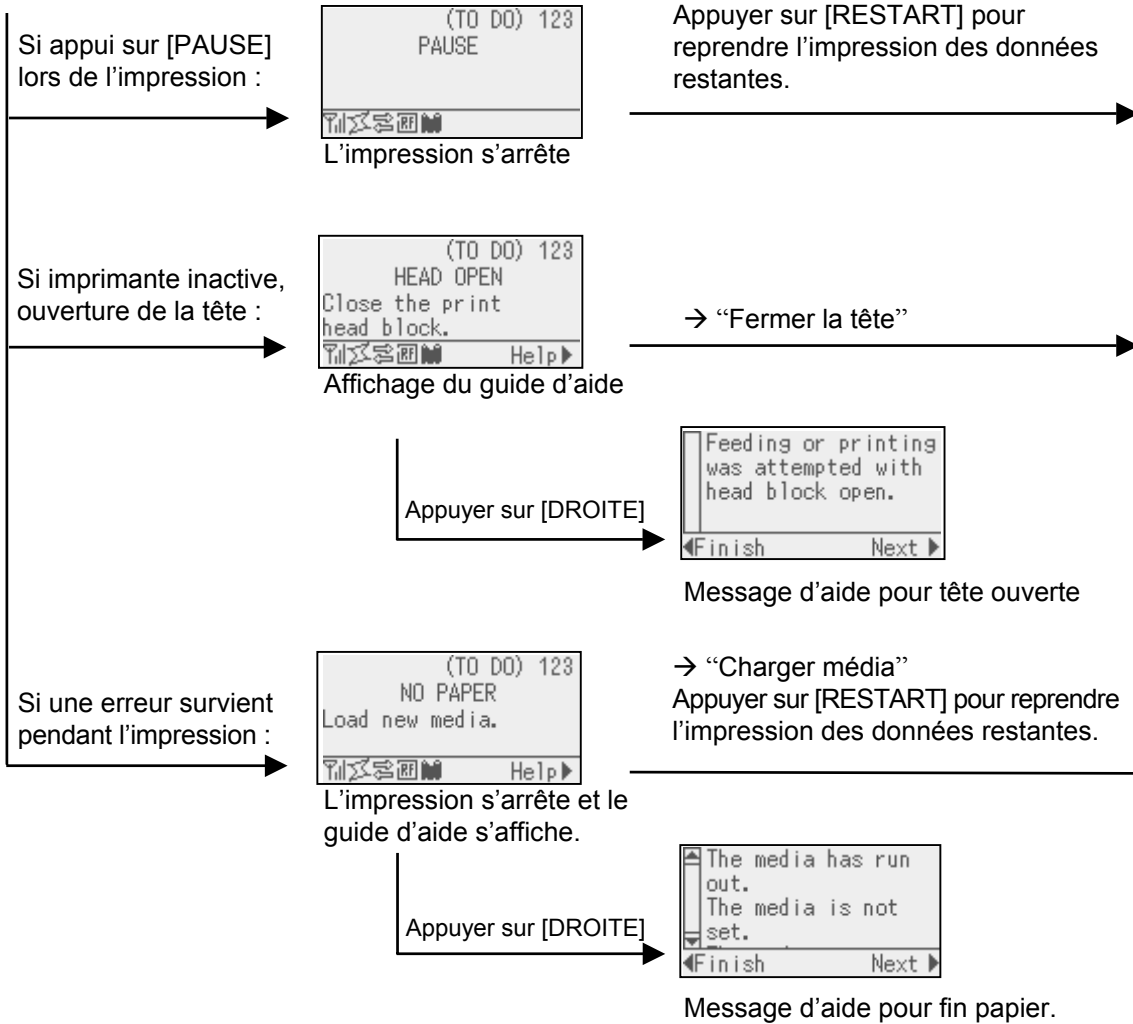 Si appui sur [PAUSE]
lors de l'impression :
(TO DO) 123
PAUSE
RF
L'impression s'arrête
Appuyer sur [RESTART] pour
reprendre l'impression des données
restantes.
Si imprimante inactive,
ouverture de la tête :
(TO DO) 123
HEAD OPEN
Close the print
head block.
RF Help
Affichage du guide d'aide
→ “Fermer la tête”
Appuyer sur [DROITE]
Feeding or printing
was attempted with
head block open.
Finish Next
Message d'aide pour tête ouverte
Si une erreur survient
pendant l'impression :
(TO DO) 123
NO PAPER
Load new media.
RF Help
L'impression s'arrête et le
guide d'aide s'affiche.
→ “Charger média”
Appuyer sur [RESTART] pour reprendre
l'impression des données restantes.
Appuyer sur [DROITE]
The media has run
out.
The media is not
set.
Finish Next
Message d'aide pour fin papier.